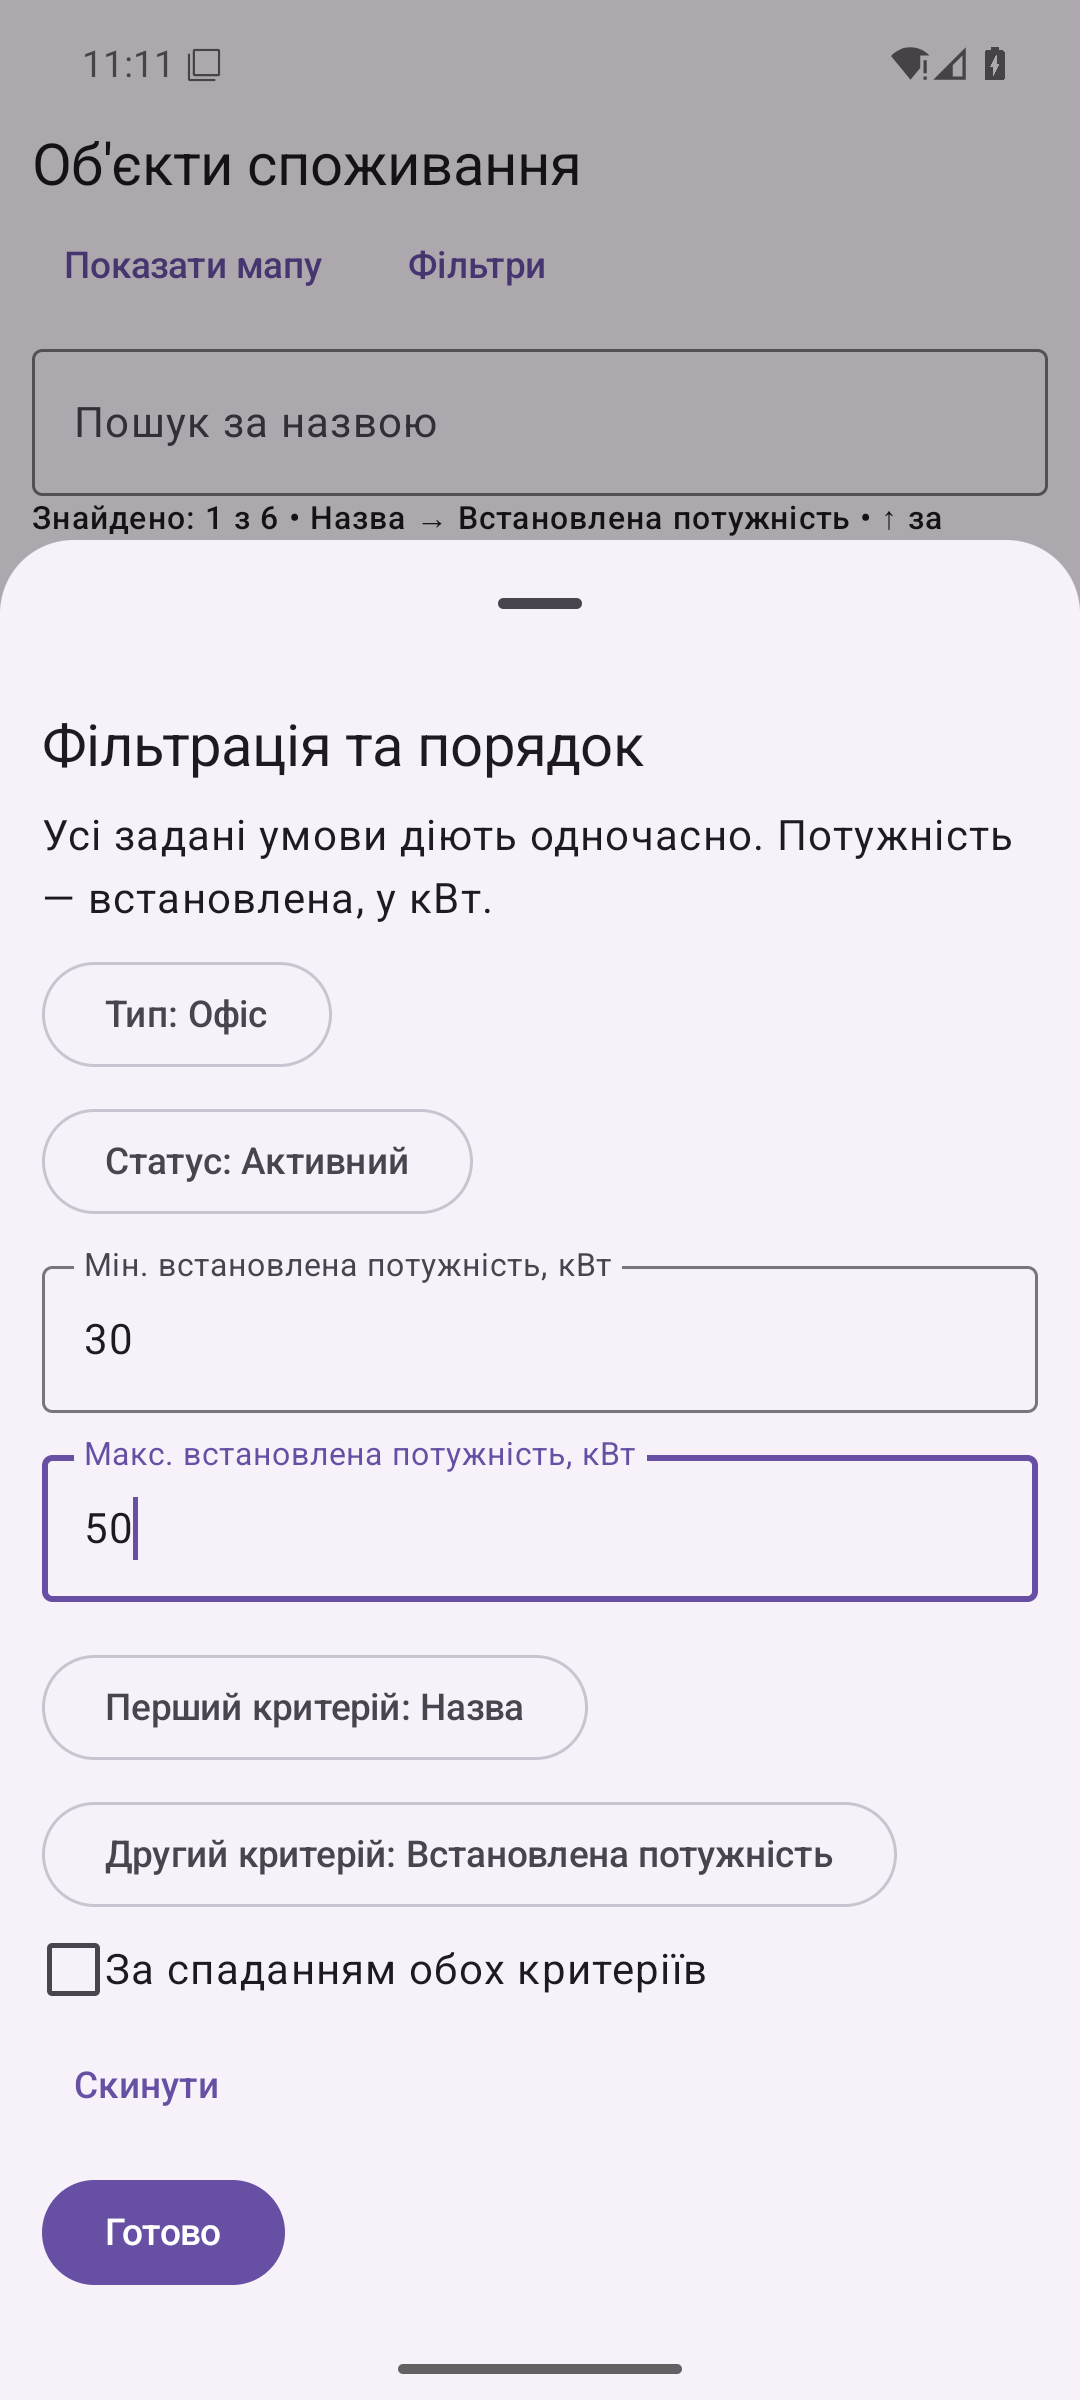 11:11
Об'єкти споживання
Показати мапу Фільтри
Пошук за назвою
Знайдено: 1 з 6 • Назва → Встановлена потужність • ↑ за
Фільтрація та порядок
Усі задані умови діють одночасно. Потужність
— встановлена, у кВт.
Тип: Офіс
Статус: Активний
Мін. встановлена потужність, кВт
30
Макс. встановлена потужність, кВт
50
Перший критерій: Назва
Другий критерій: Встановлена потужність
За спаданням обох критеріїв
Скинути
Готово